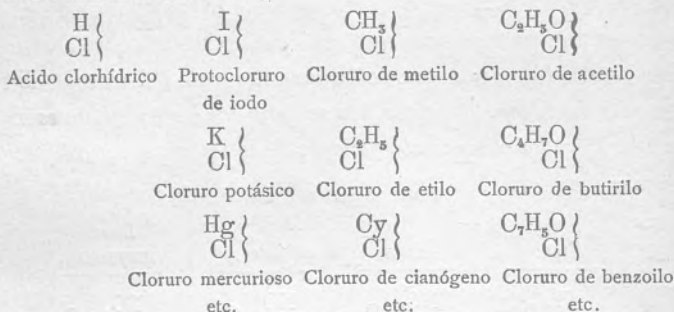 H } I } CH₃ } C₂H₃O }
Cl } Cl } Cl } Cl }
Acido clorhídrico Protocloruro Cloruro de metilo Cloruro de acetilo
de iodo
K } C₂H₅ } C₄H₇O }
Cl } Cl } Cl }
Cloruro potásico Cloruro de etilo Cloruro de butirilo
Hg } Cy } C₇H₅O }
Cl } Cl } Cl }
Cloruro mercurioso Cloruro de cianógeno Cloruro de benzoilo
etc. etc. etc.